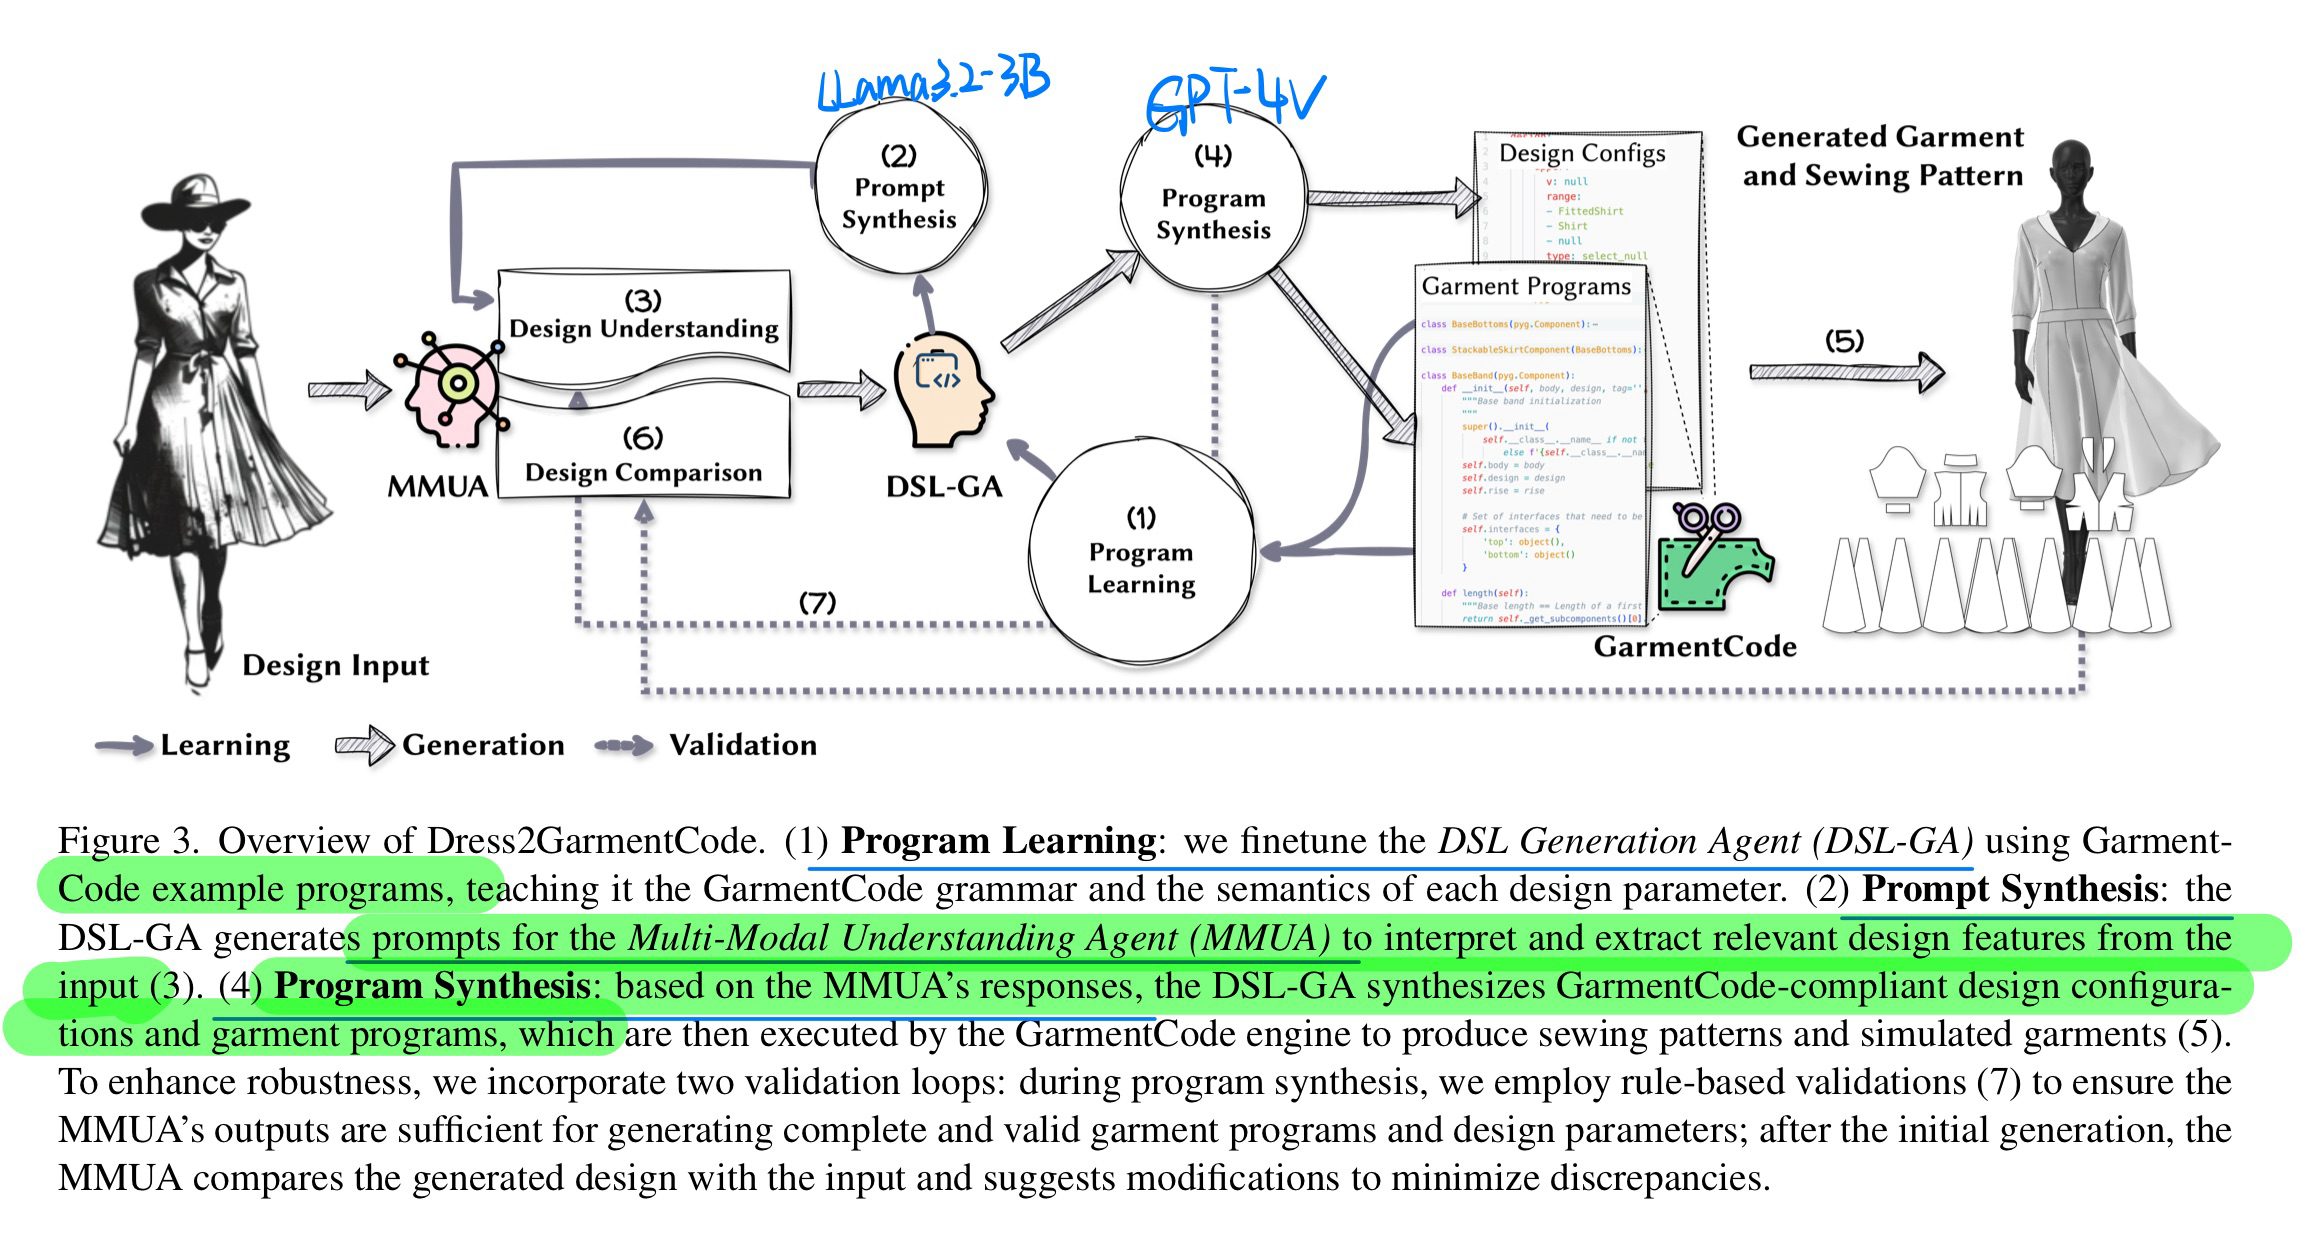 LLama3.2-3B
GPT-4V
(2)
Prompt
Synthesis
(4)
Program
Synthesis
Design Configs
v: null
range:
- FittedShirt
- Shirt
- null
type: select_null
Generated Garment
and Sewing Pattern
(3)
Design Understanding
(6)
Design Comparison
MMUA
DSL-GA
</>
(1)
Program
Learning
Garment Programs
class BaseBottoms(pyg.Component):
class StackableSkirtComponent(BaseBottoms):
class BaseBand(pyg.Component):
def __init__(self, body, design, tag=''
"""Base band initialization
"""
super().__init__(
self.__class__.__name__ if not
else f'{self.__class__.__na
self.body = body
self.design = design
self.rise = rise
# Set of interfaces that need to be
self.interfaces = {
'top': object(),
'bottom': object()
}
def length(self):
"""Base length == Length of a first
return self._get_subcomponents()[0]
GarmentCode
(5)
(7)
Design Input
Learning
Generation
Validation
Figure 3. Overview of Dress2GarmentCode. (1) Program Learning: we finetune the DSL Generation Agent (DSL-GA) using Garment-
Code example programs, teaching it the GarmentCode grammar and the semantics of each design parameter. (2) Prompt Synthesis: the
DSL-GA generates prompts for the Multi-Modal Understanding Agent (MMUA) to interpret and extract relevant design features from the
input (3). (4) Program Synthesis: based on the MMUA's responses, the DSL-GA synthesizes GarmentCode-compliant design configura-
tions and garment programs, which are then executed by the GarmentCode engine to produce sewing patterns and simulated garments (5).
To enhance robustness, we incorporate two validation loops: during program synthesis, we employ rule-based validations (7) to ensure the
MMUA's outputs are sufficient for generating complete and valid garment programs and design parameters; after the initial generation, the
MMUA compares the generated design with the input and suggests modifications to minimize discrepancies.